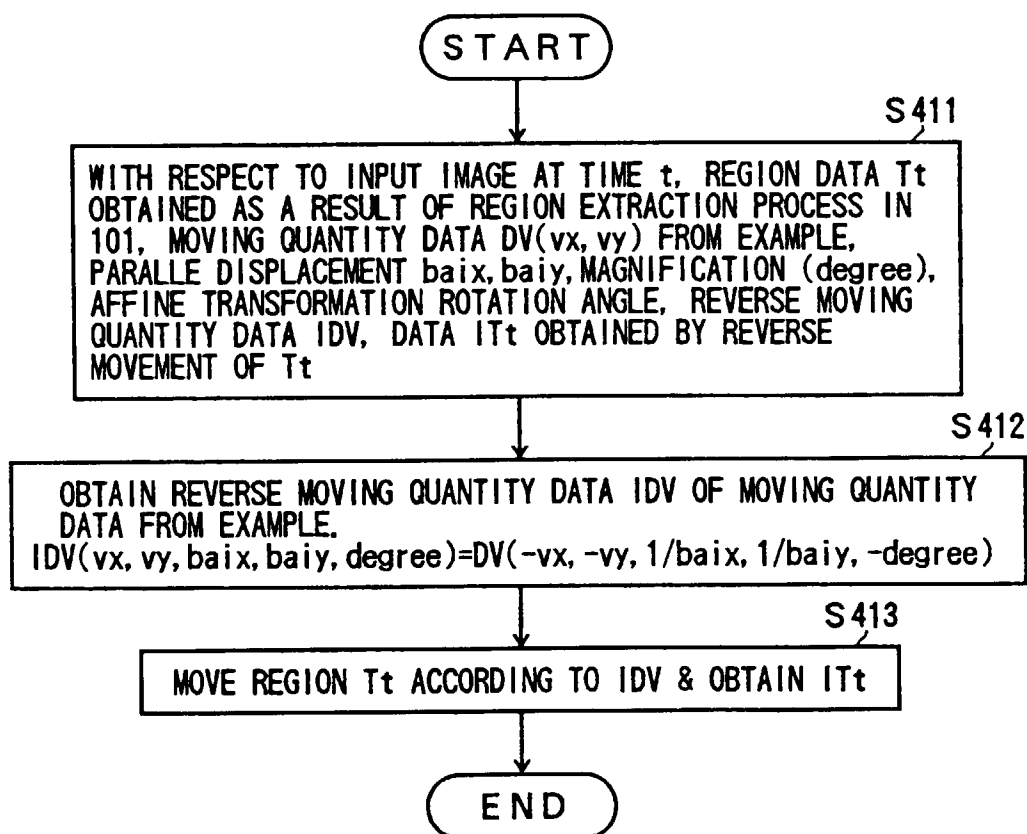 START
S411
WITH RESPECT TO INPUT IMAGE AT TIME t, REGION DATA Tt
OBTAINED AS A RESULT OF REGION EXTRACTION PROCESS IN
101, MOVING QUANTITY DATA DV(vx, vy) FROM EXAMPLE,
PARALLE DISPLACEMENT baix, baiy, MAGNIFICATION (degree),
AFFINE TRANSFORMATION ROTATION ANGLE, REVERSE MOVING
QUANTITY DATA IDV, DATA ITt OBTAINED BY REVERSE
MOVEMENT OF Tt
S412
OBTAIN REVERSE MOVING QUANTITY DATA IDV OF MOVING QUANTITY
DATA FROM EXAMPLE.
IDV(vx, vy, baix, baiy, degree)=DV(-vx, -vy, 1/baix, 1/baiy, -degree)
S413
MOVE REGION Tt ACCORDING TO IDV & OBTAIN ITt
END